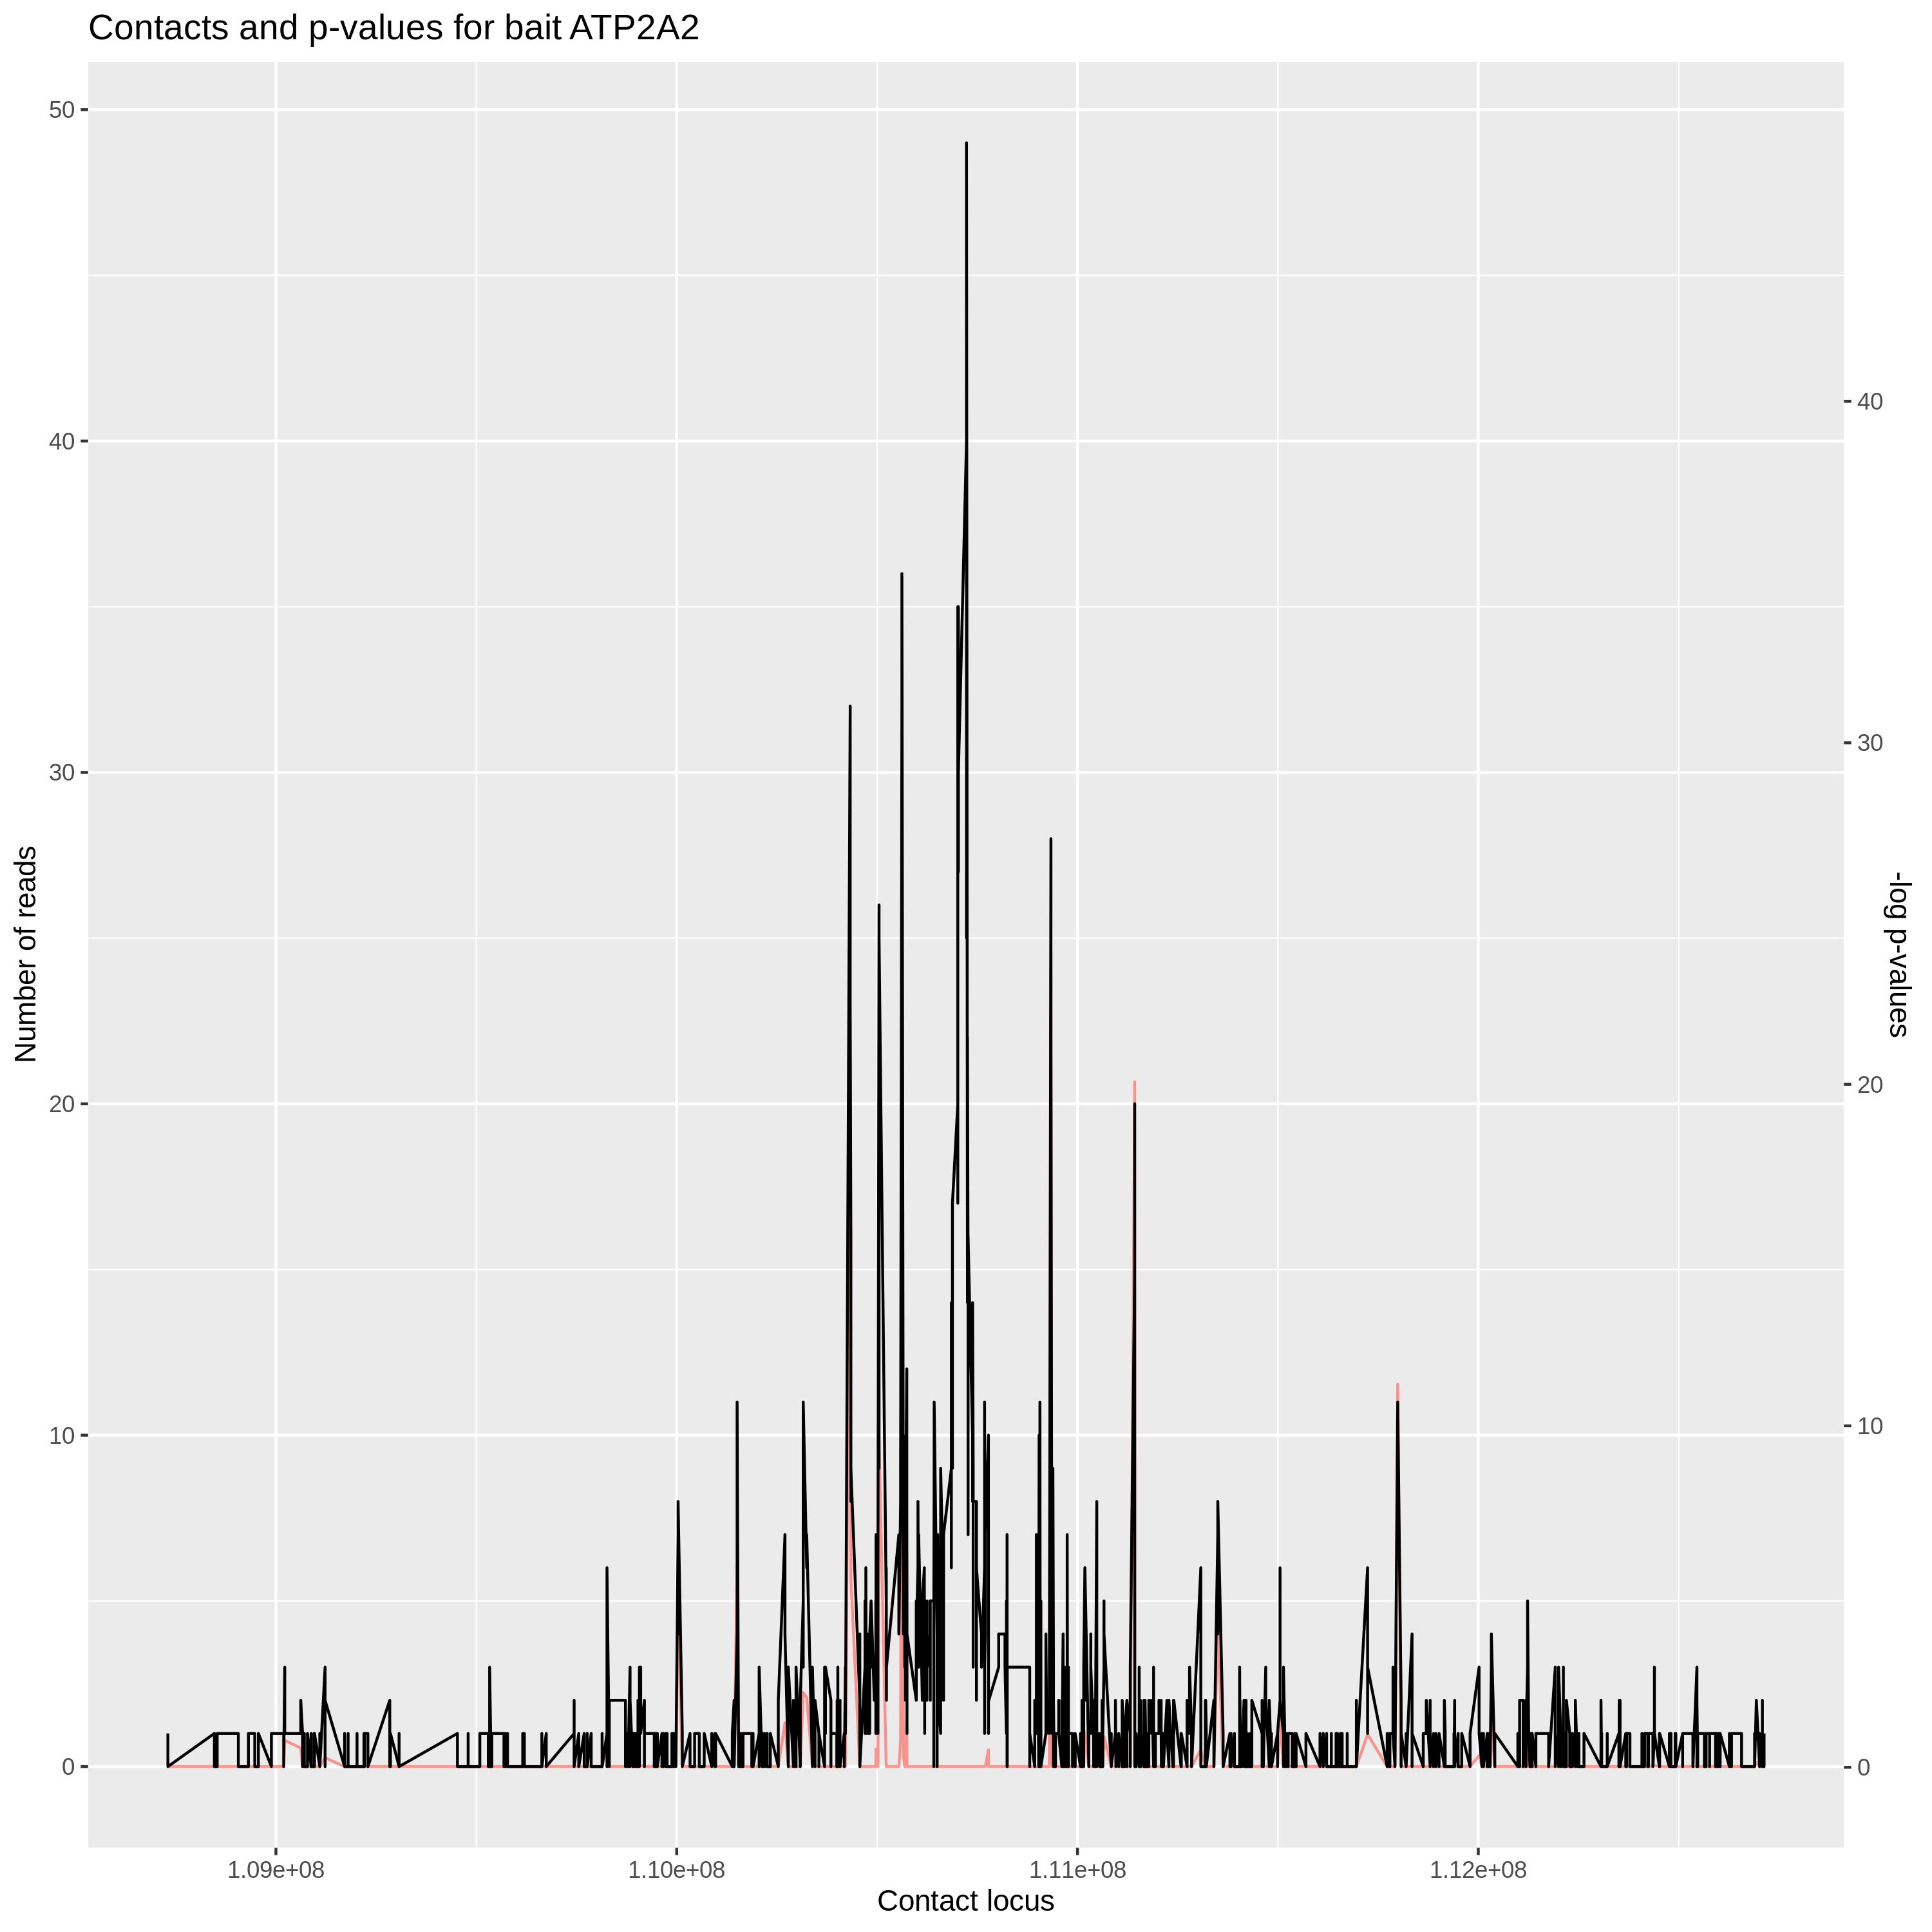 Contacts and p-values for bait ATP2A2
50
40
30
20
10
0
Number of reads
40
30
20
10
0
-log p-values
1.09e+08
1.10e+08
1.11e+08
1.12e+08
Contact locus